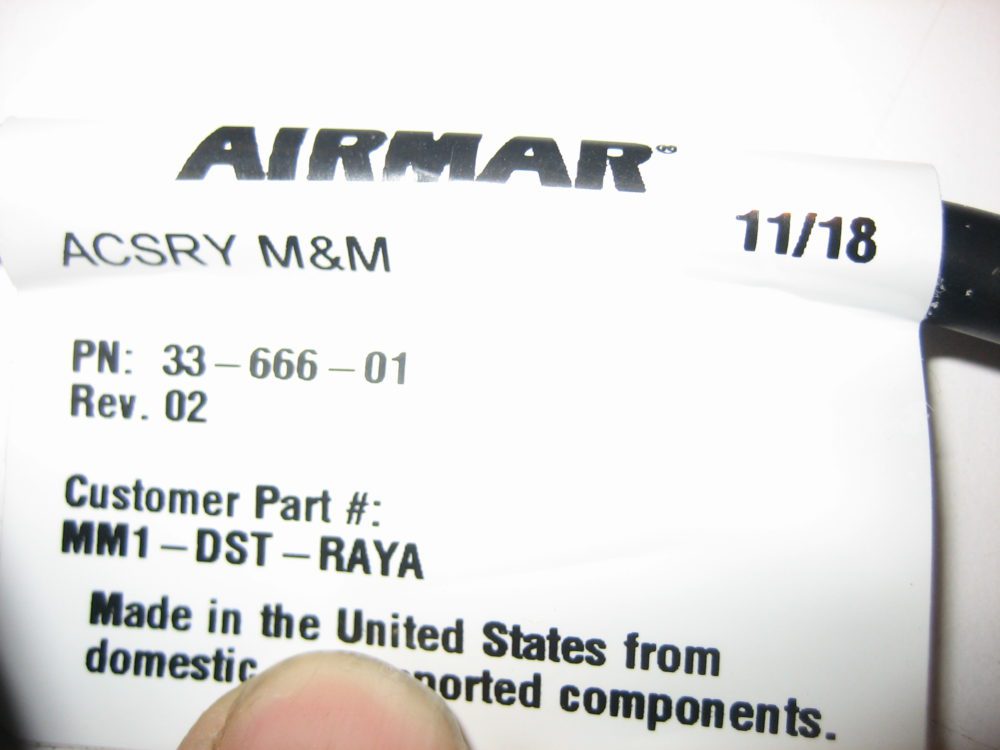 AIRMAR®
ACSRY M&M
11/18
PN: 33-666-01
Rev. 02
Customer Part #:
MM1-DST-RAYA
Made in the United States from
domestic components.